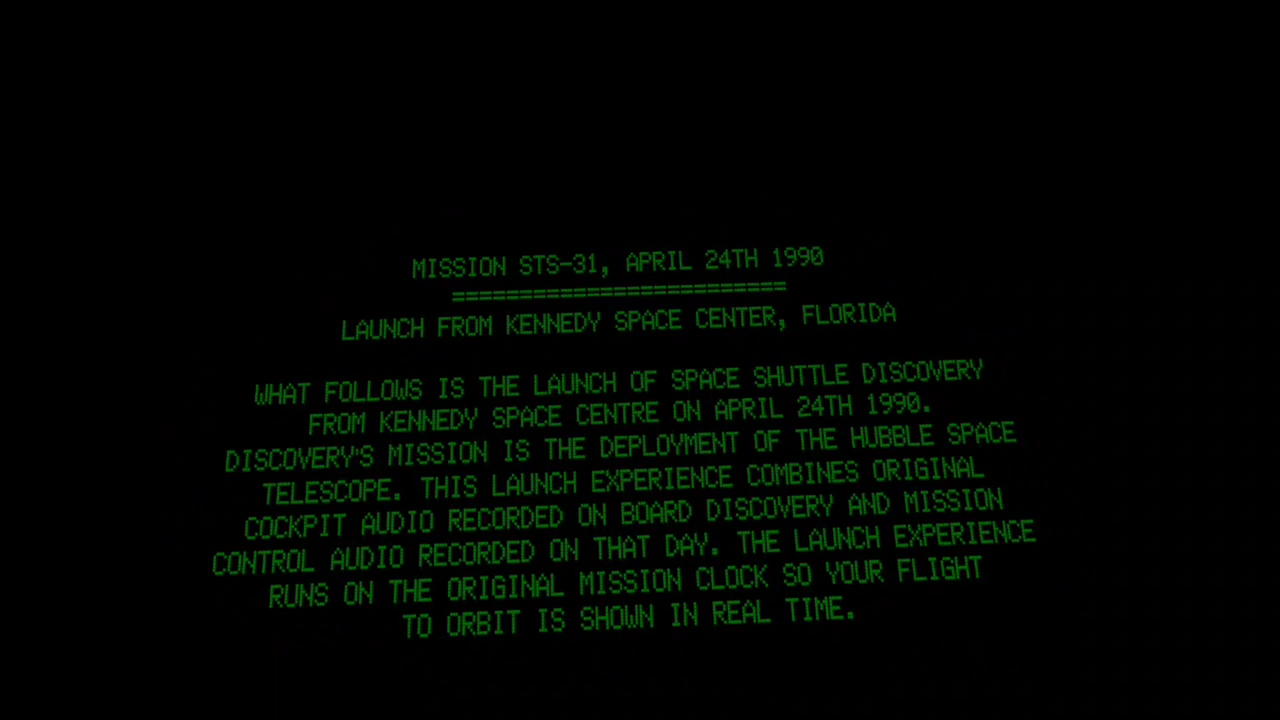 MISSION STS-31, APRIL 24TH 1990
=========================
LAUNCH FROM KENNEDY SPACE CENTER, FLORIDA
WHAT FOLLOWS IS THE LAUNCH OF SPACE SHUTTLE DISCOVERY
FROM KENNEDY SPACE CENTRE ON APRIL 24TH 1990.
DISCOVERY'S MISSION IS THE DEPLOYMENT OF THE HUBBLE SPACE
TELESCOPE. THIS LAUNCH EXPERIENCE COMBINES ORIGINAL
COCKPIT AUDIO RECORDED ON BOARD DISCOVERY AND MISSION
CONTROL AUDIO RECORDED ON THAT DAY. THE LAUNCH EXPERIENCE
RUNS ON THE ORIGINAL MISSION CLOCK SO YOUR FLIGHT
TO ORBIT IS SHOWN IN REAL TIME.